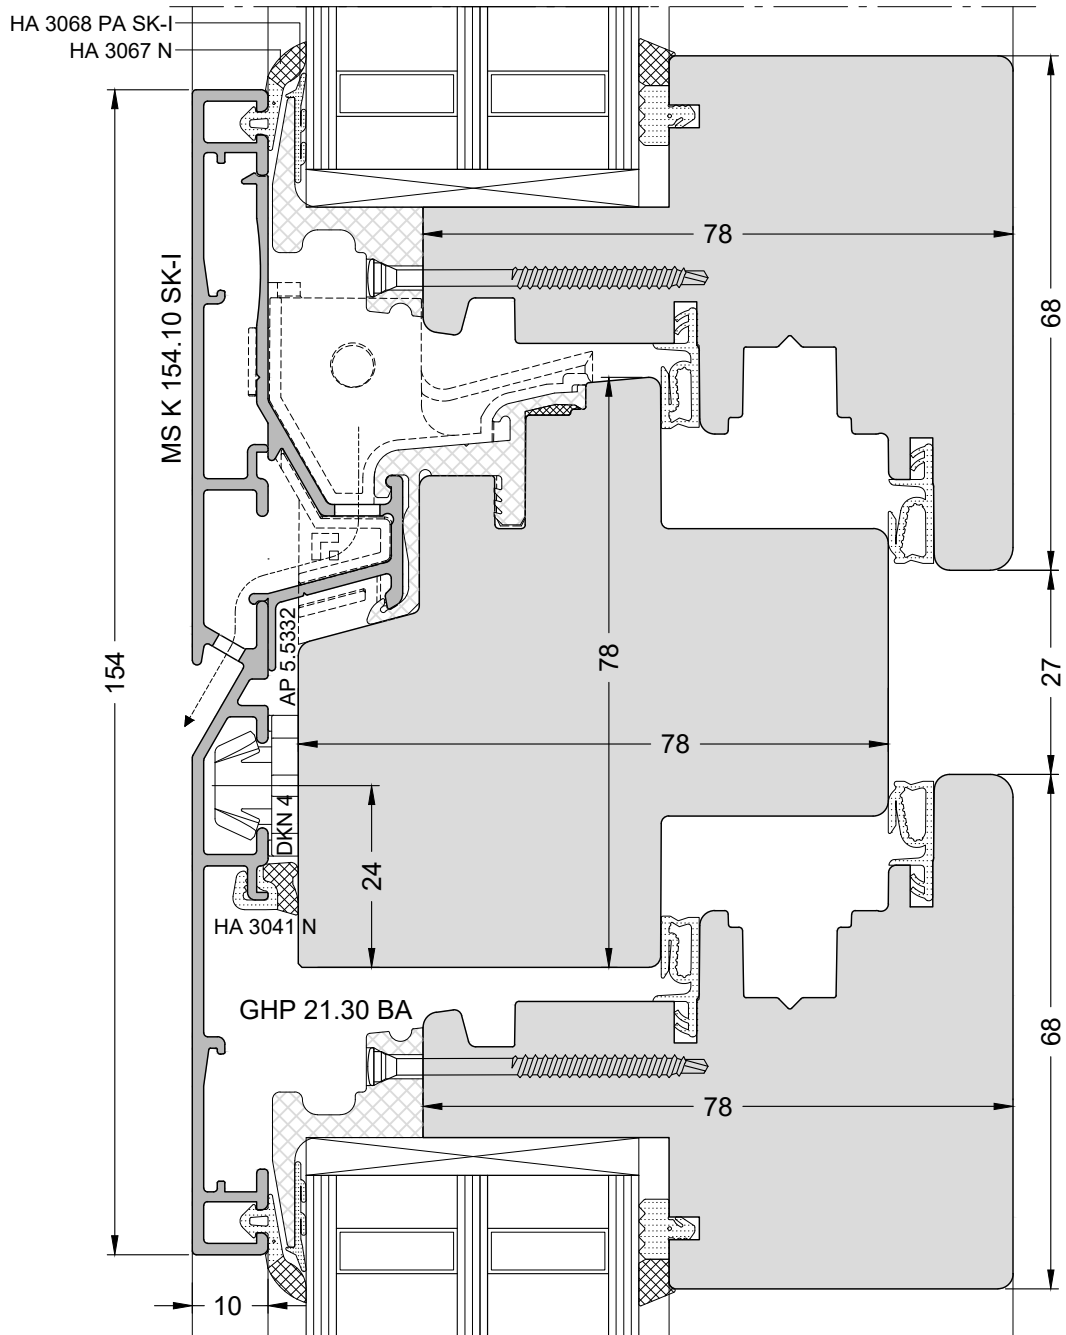 HA 3068 PA SK-I
HA 3067 N
78
68
MS K 154.10 SK-I
154
AP 5.5332
78
27
78
DKN 4
24
HA 3041 N
GHP 21.30 BA
68
78
10